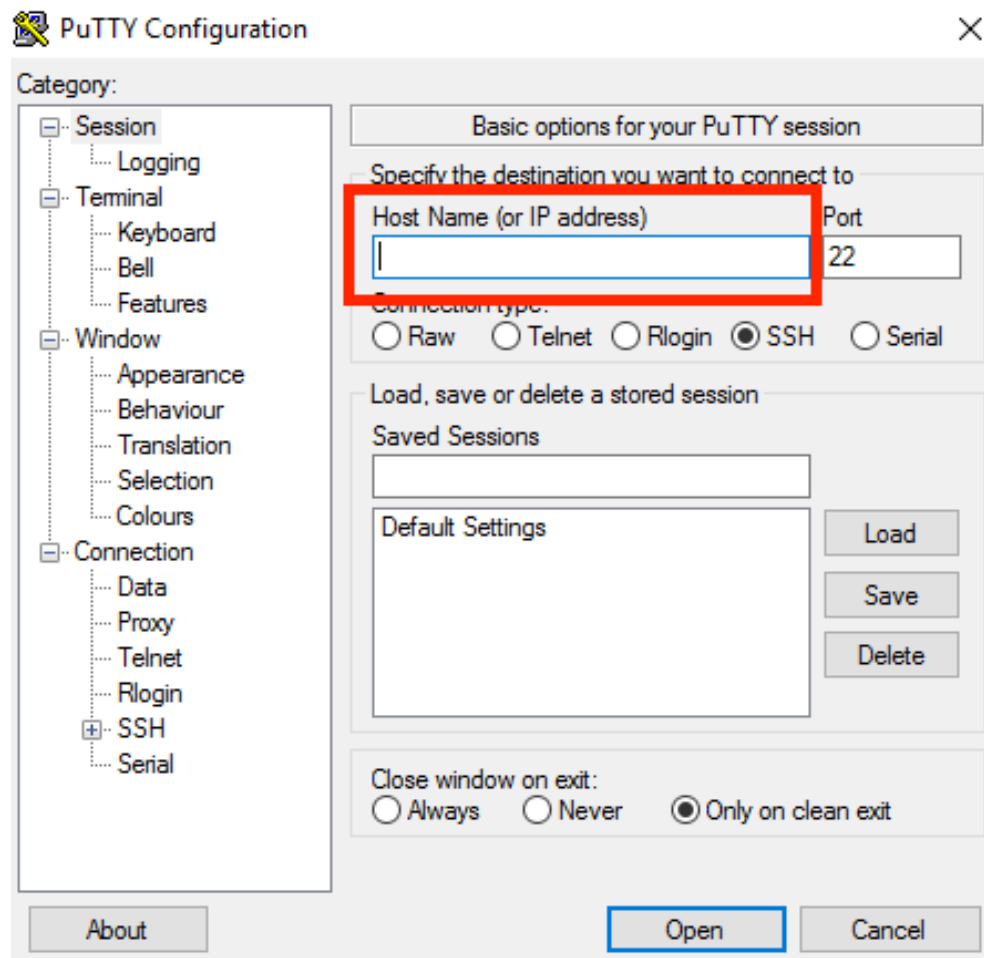 PuTTY Configuration
Category:
Session
Logging
Terminal
Keyboard
Bell
Features
Window
Appearance
Behaviour
Translation
Selection
Colours
Connection
Data
Proxy
Telnet
Rlogin
SSH
Serial
Basic options for your PuTTY session
Specify the destination you want to connect to
Host Name (or IP address) Port
22
Connection type:
Raw Telnet Rlogin SSH Serial
Load, save or delete a stored session
Saved Sessions
Default Settings
Load
Save
Delete
Close window on exit:
Always Never Only on clean exit
About Open Cancel